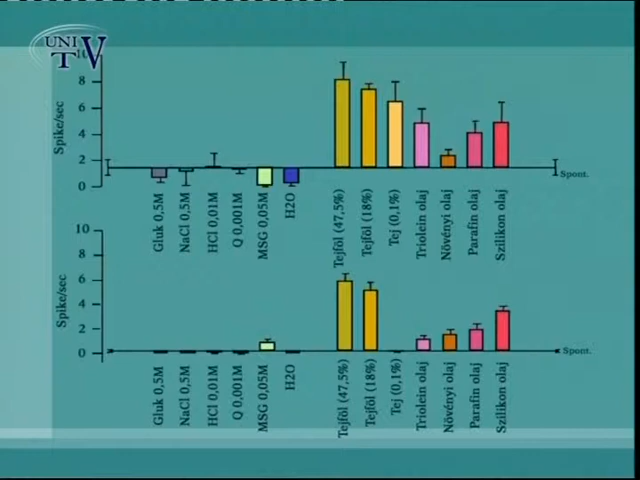 UNI
TV
10
8
6
4
2
0
Spike/sec
Spont.
Gluk 0,5M
NaCl 0,5M
HCl 0,01M
Q 0,001M
MSG 0,05M
H2O
Tejföl (47,5%)
Tejföl (18%)
Tej (0,1%)
Triolein olaj
Növényi olaj
Parafin olaj
Szilikon olaj
10
8
6
4
2
0
Spike/sec
Spont.
Gluk 0,5M
NaCl 0,5M
HCl 0,01M
Q 0,001M
MSG 0,05M
H2O
Tejföl (47,5%)
Tejföl (18%)
Tej (0,1%)
Triolein olaj
Növényi olaj
Parafin olaj
Szilikon olaj